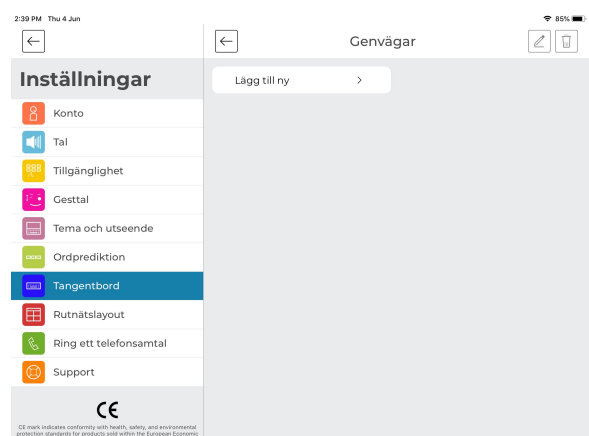 2:39 PM Thu 4 Jun
85%
Genvägar
Inställningar
Lägg till ny
Konto
Tal
Tillgänglighet
Gesttal
Tema och utseende
Ordprediktion
Tangentbord
Rutnätslayout
Ring ett telefonsamtal
Support
CE
CE mark indicates conformity with health, safety, and environmental
protection standards for products sold within the European Economic